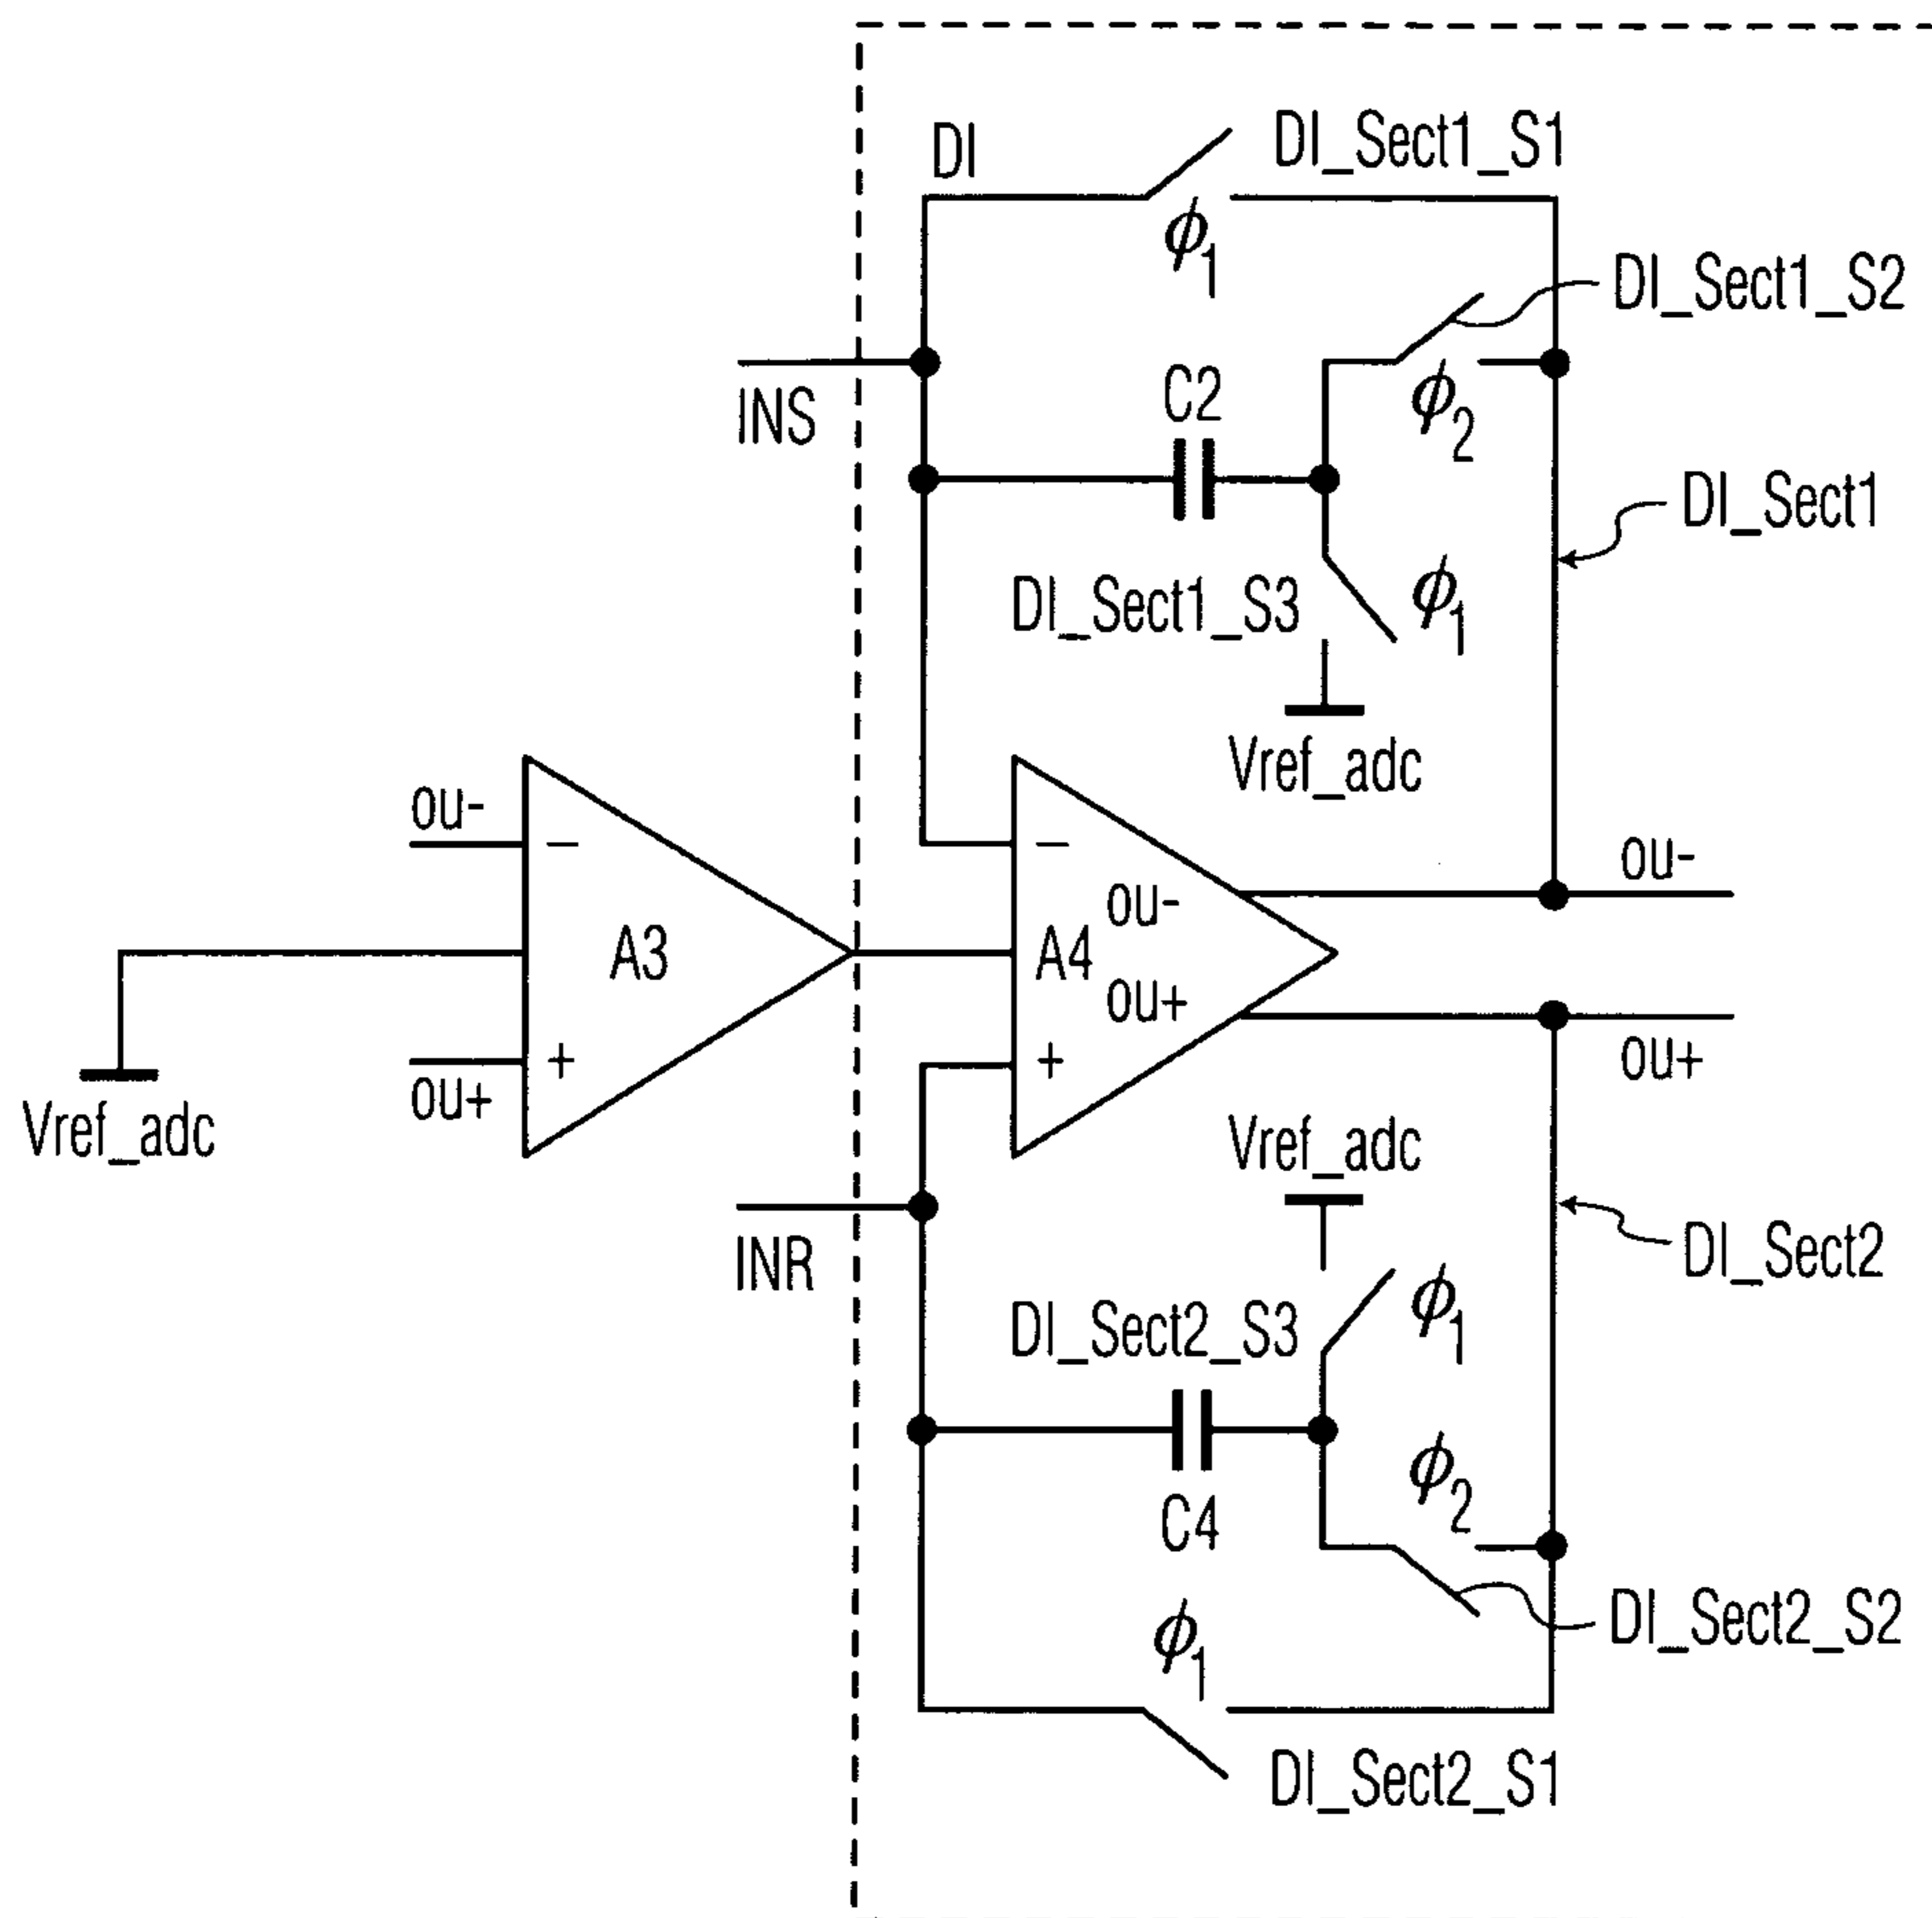 DI
DI_Sect1_S1
ϕ1
DI_Sect1_S2
INS
C2
ϕ2
DI_Sect1
DI_Sect1_S3
ϕ1
Vref_adc
ou-
−
−
ou-
ou-
A3
A4
ou+
+
+
ou+
ou+
Vref_adc
Vref_adc
INR
DI_Sect2
ϕ1
DI_Sect2_S3
ϕ2
C4
DI_Sect2_S2
ϕ1
DI_Sect2_S1